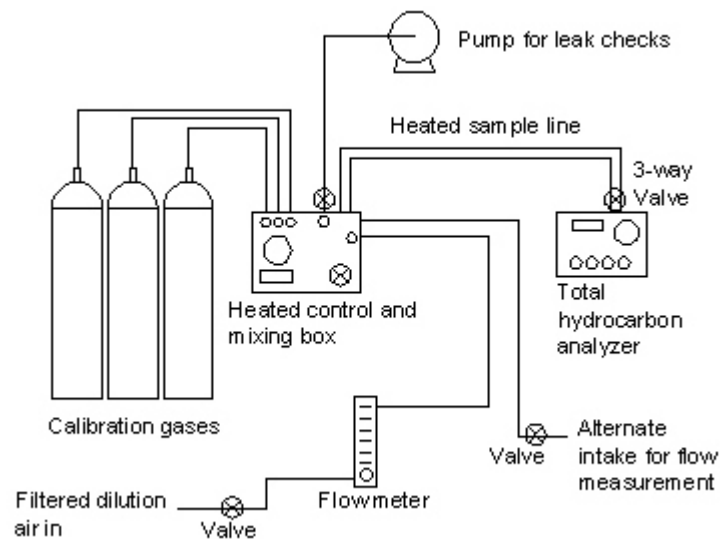 Pump for leak checks
Heated sample line
3-way
Valve
Heated control and
mixing box
Total
hydrocarbon
analyzer
Calibration gases
Alternate
intake for flow
measurement
Valve
Flowmeter
Filtered dilution
air in
Valve